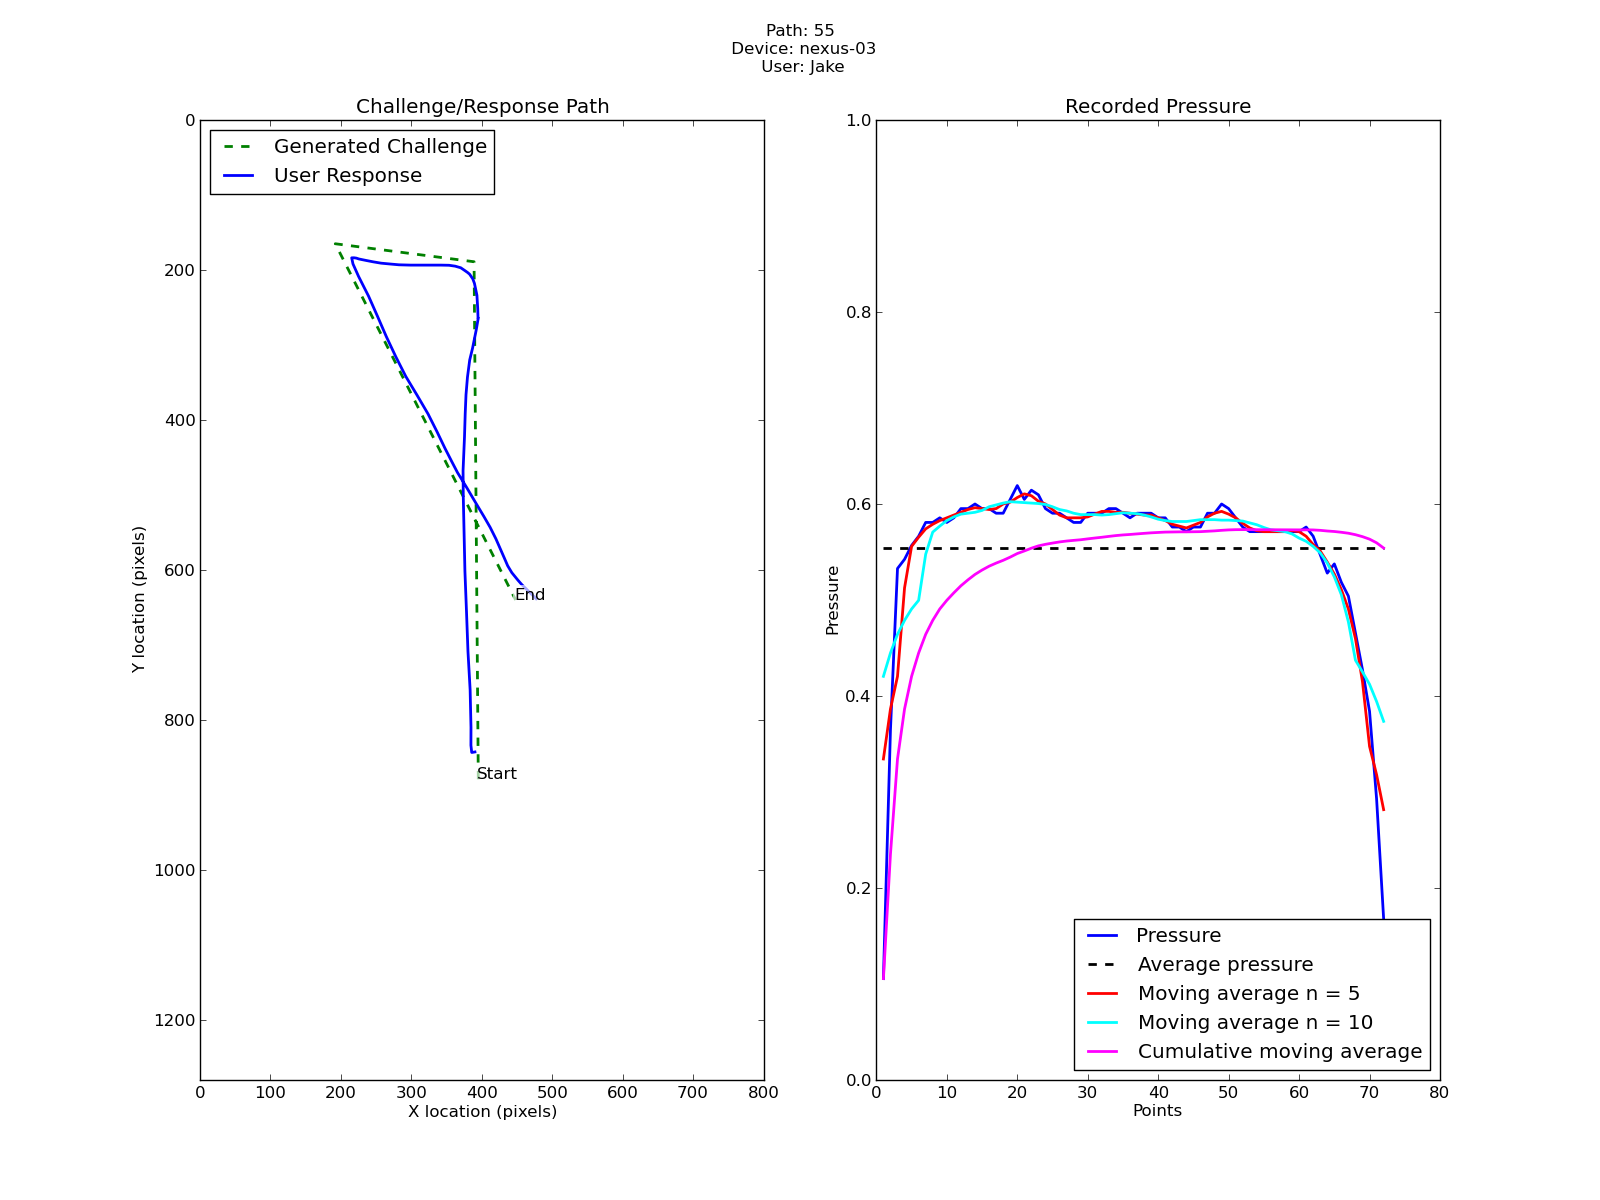 Path: 55
Device: nexus-03
User: Jake
Challenge/Response Path
Generated Challenge
User Response
0
200
400
600
800
1000
1200
Y location (pixels)
End
Start
0 100 200 300 400 500 600 700 800
X location (pixels)
Recorded Pressure
1.0
0.8
0.6
0.4
0.2
0.0
Pressure
Pressure
Average pressure
Moving average n = 5
Moving average n = 10
Cumulative moving average
0 10 20 30 40 50 60 70 80
Points